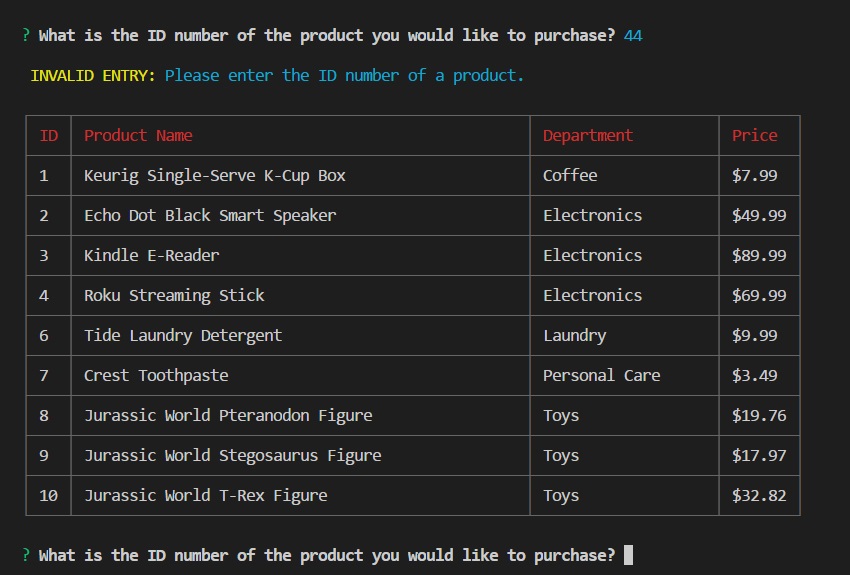 ? What is the ID number of the product you would like to purchase? 44
INVALID ENTRY: Please enter the ID number of a product.
ID Product Name Department Price
1 Keurig Single-Serve K-Cup Box Coffee $7.99
2 Echo Dot Black Smart Speaker Electronics $49.99
3 Kindle E-Reader Electronics $89.99
4 Roku Streaming Stick Electronics $69.99
6 Tide Laundry Detergent Laundry $9.99
7 Crest Toothpaste Personal Care $3.49
8 Jurassic World Pteranodon Figure Toys $19.76
9 Jurassic World Stegosaurus Figure Toys $17.97
10 Jurassic World T-Rex Figure Toys $32.82
? What is the ID number of the product you would like to purchase?